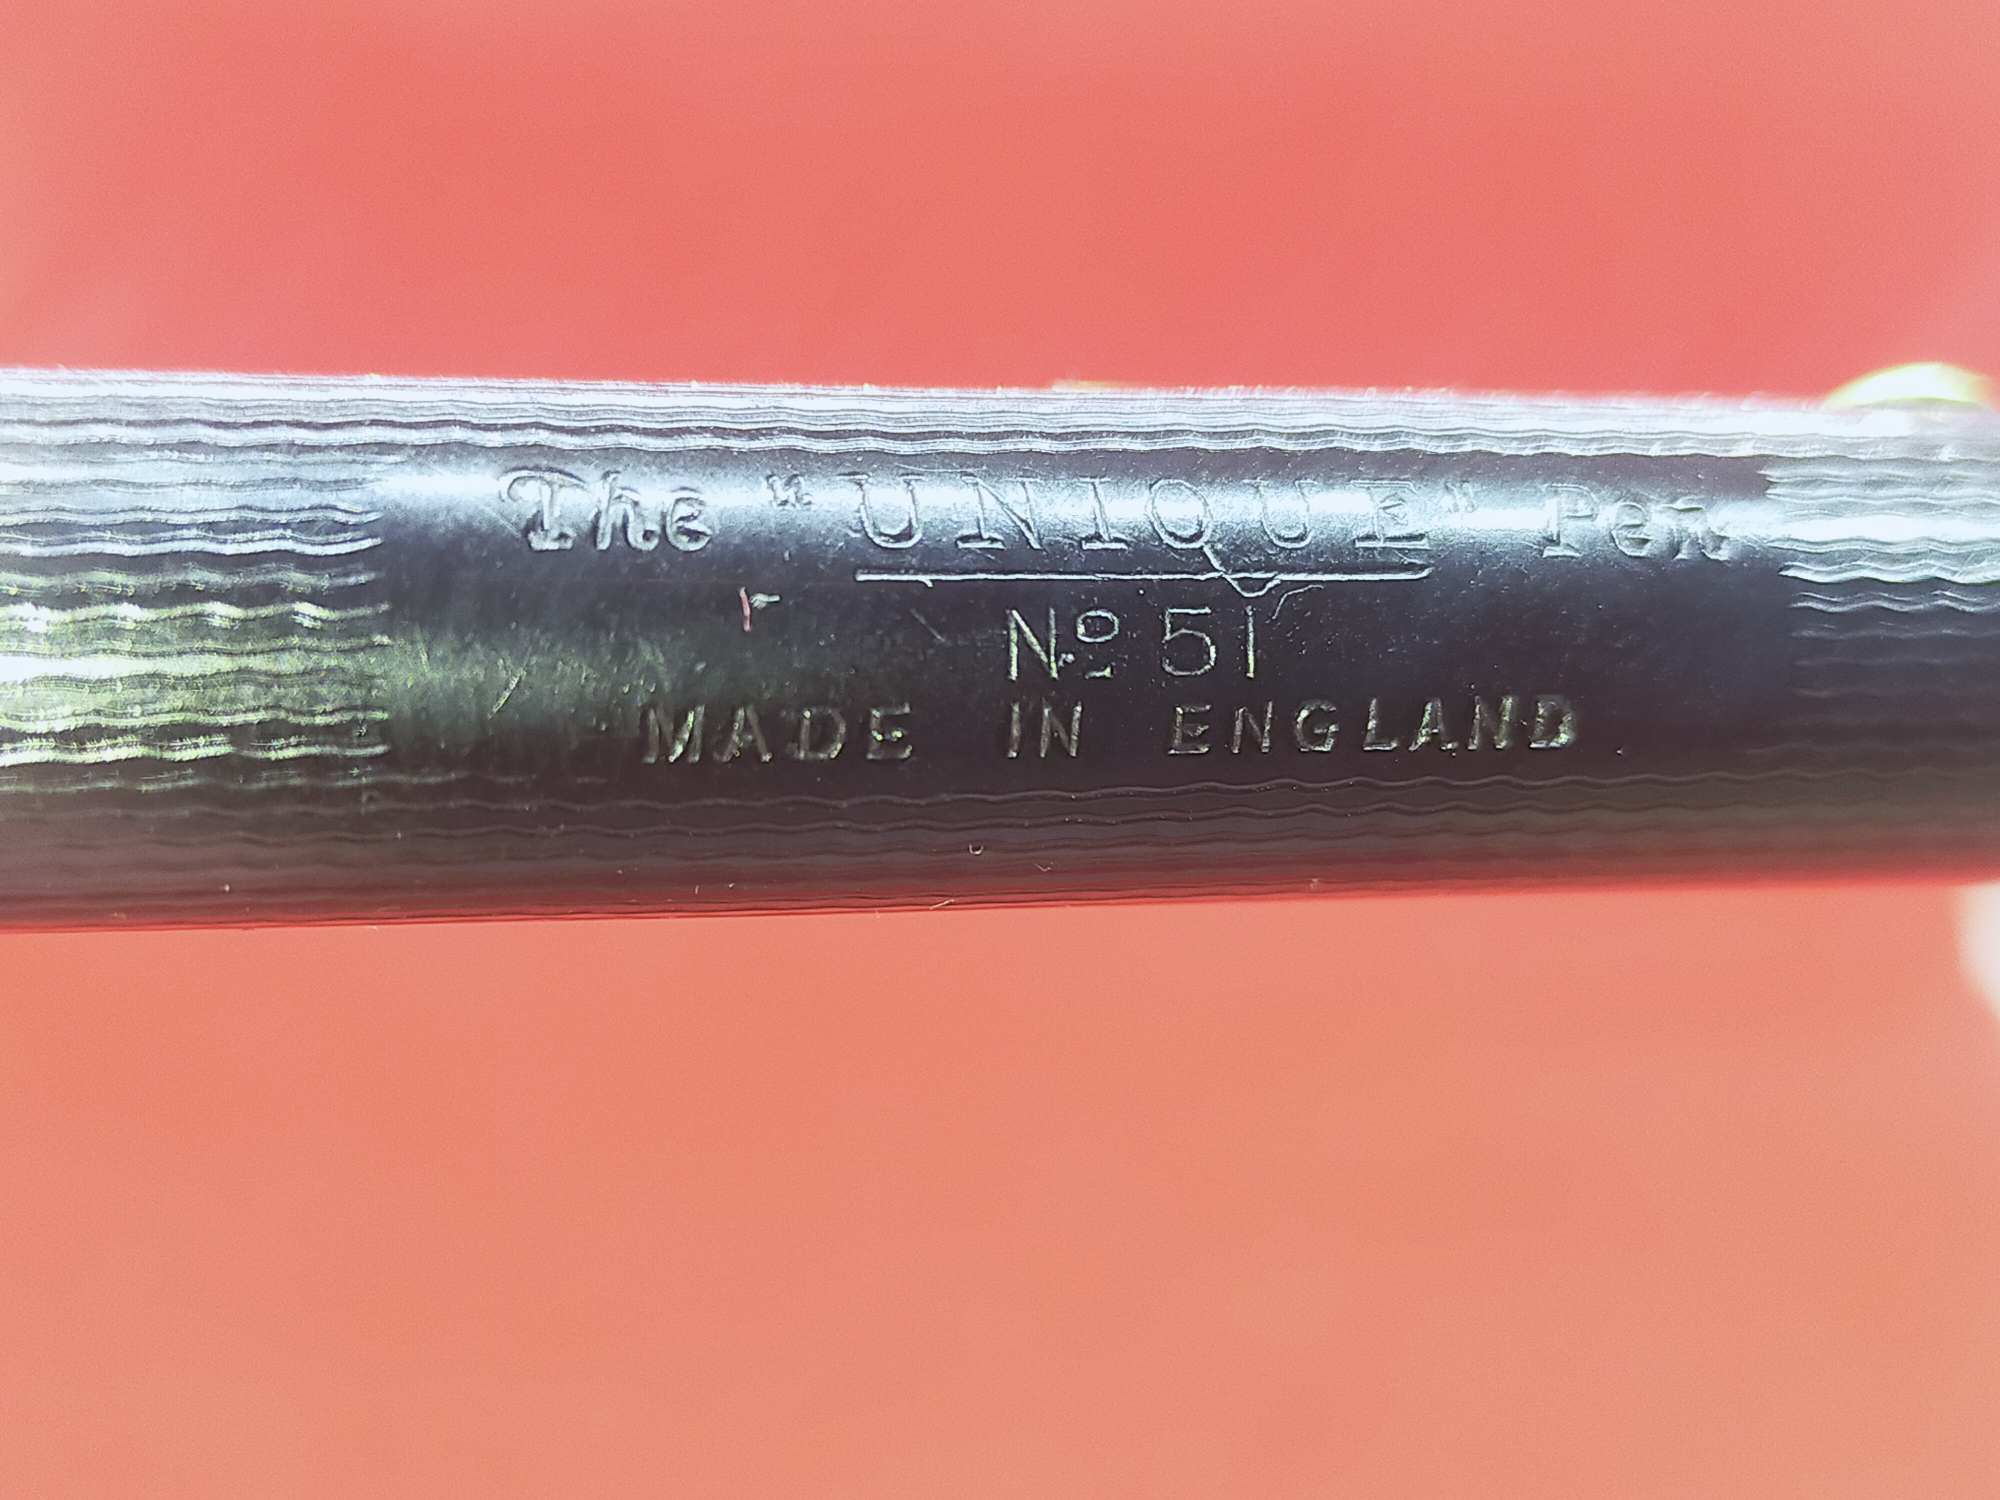 The "UNIQUE" Pen
Nº 51
MADE IN ENGLAND